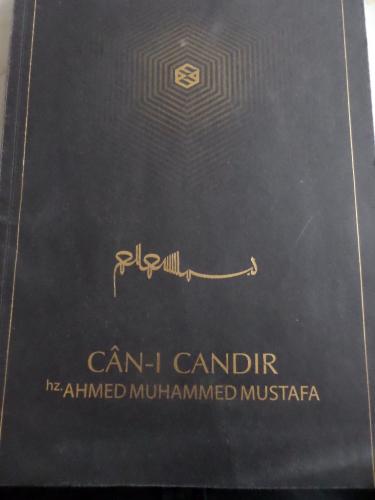 CÂN-I CANDIR
hz. AHMED MUHAMMED MUSTAFA